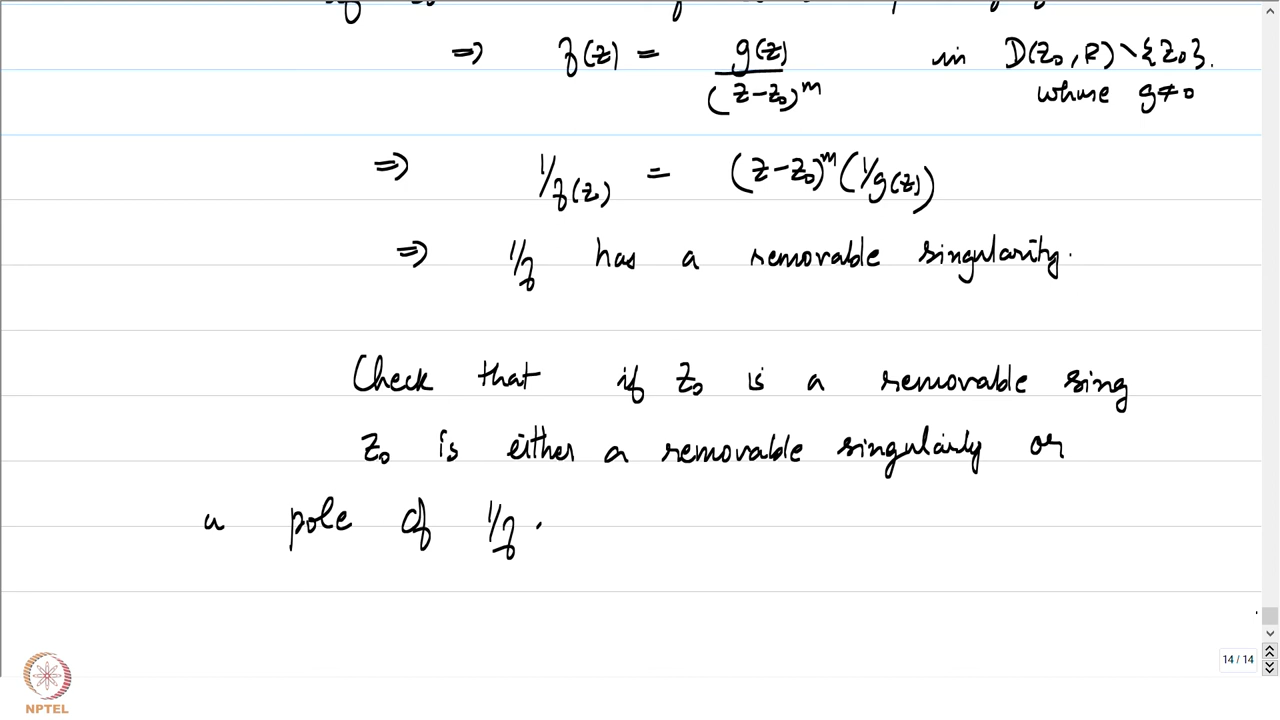 ⇒ f(z) = g(z)/(z-z₀)^m in D(z₀, R) \ {z₀}.
where g≠0
⇒ 1/f(z) = (z-z₀)^m (1/g(z))
⇒ 1/f has a removable singularity.
Check that if z₀ is a removable sing
z₀ is either a removable singularity or
a pole of 1/f.
14 / 14
NPTEL